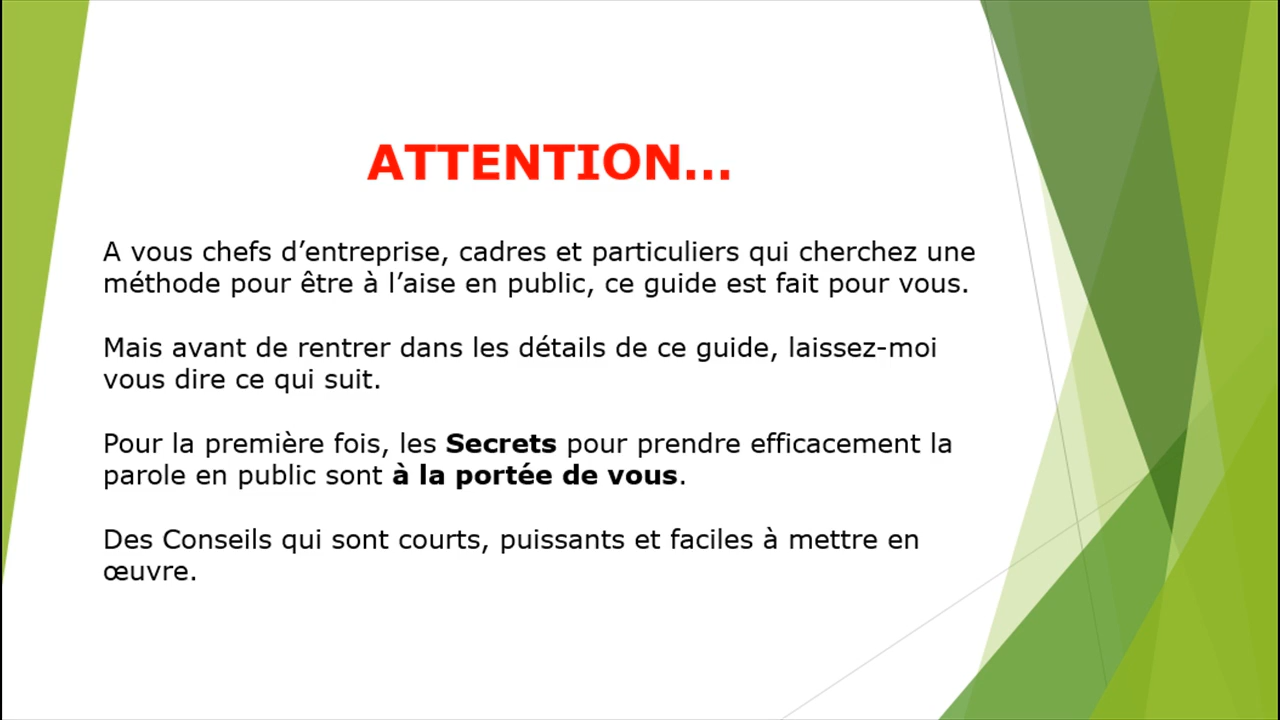 ATTENTION...
A vous chefs d’entreprise, cadres et particuliers qui cherchez une
méthode pour être à l’aise en public, ce guide est fait pour vous.
Mais avant de rentrer dans les détails de ce guide, laissez-moi
vous dire ce qui suit.
Pour la première fois, les Secrets pour prendre efficacement la
parole en public sont à la portée de vous.
Des Conseils qui sont courts, puissants et faciles à mettre en
œuvre.